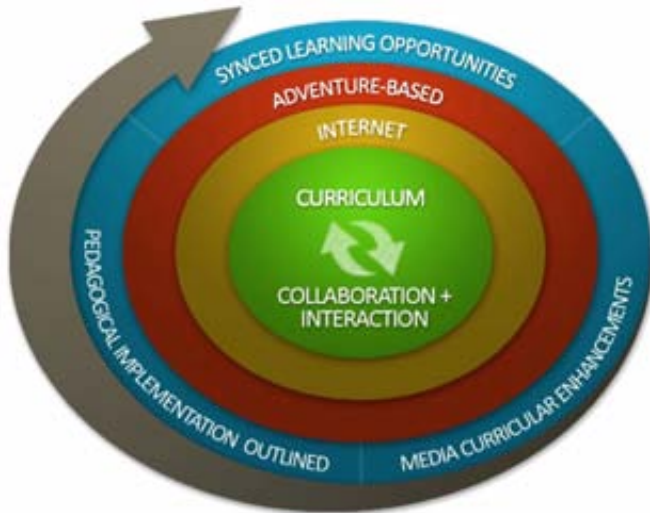 SYNCED LEARNING OPPORTUNITIES
ADVENTURE-BASED
INTERNET
CURRICULUM
COLLABORATION +
INTERACTION
PEDAGOGICAL IMPLEMENTATION OUTLINED
MEDIA CURRICULAR ENHANCEMENTS